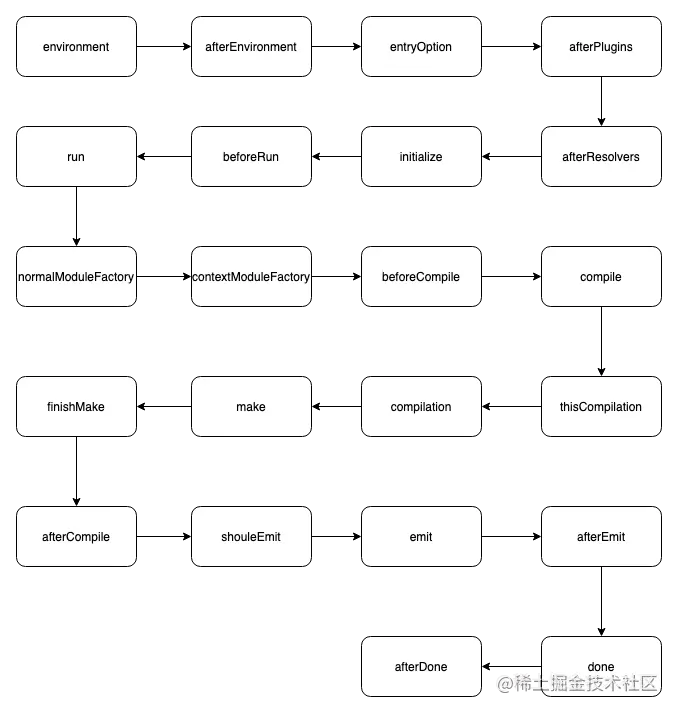 environment
afterEnvironment
entryOption
afterPlugins
run
beforeRun
initialize
afterResolvers
normalModuleFactory
contextModuleFactory
beforeCompile
compile
finishMake
make
compilation
thisCompilation
afterCompile
shouleEmit
emit
afterEmit
afterDone
done
@稀土掘金技术社区